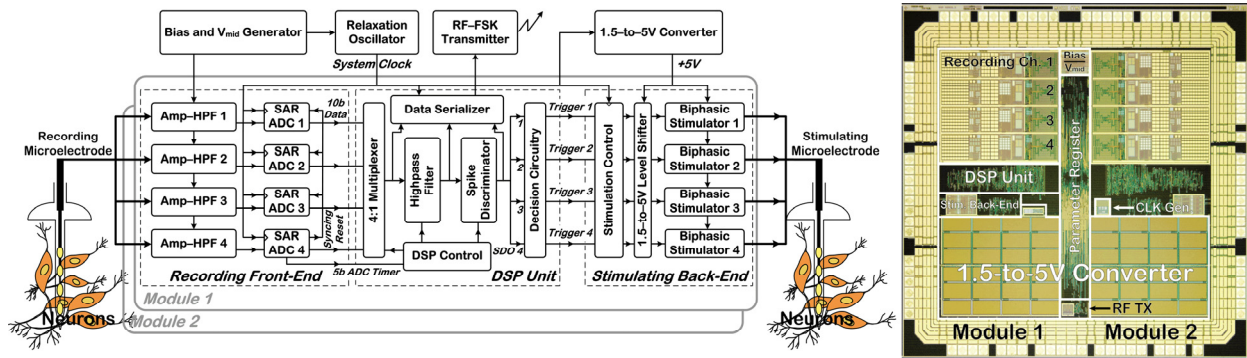 Bias and Vmid Generator
Relaxation
Oscillator
RF–FSK
Transmitter
1.5–to–5V Converter
System Clock
+5V
Recording
Microelectrode
Amp–HPF 1
Amp–HPF 2
Amp–HPF 3
Amp–HPF 4
SAR
ADC 1
SAR
ADC 2
SAR
ADC 3
SAR
ADC 4
10b
Data
Syncing
Reset
4:1 Multiplexer
Data Serializer
Highpass
Filter
Spike
Discriminator
DSP Control
1
2
3
SDO 4
Decision Circuitry
Trigger 1
Trigger 2
Trigger 3
Trigger 4
Stimulation Control
1.5-to-5V Level Shifter
Biphasic
Stimulator 1
Biphasic
Stimulator 2
Biphasic
Stimulator 3
Biphasic
Stimulator 4
Stimulating
Microelectrode
5b ADC Timer
Recording Front-End
DSP Unit
Stimulating Back-End
Module 1
Module 2
Neurons
Neurons
Recording Ch. 1
2
3
4
Bias
Vmid
DSP Unit
Stim. Back-End
Parameter Register
CLK Gen.
1.5-to-5V Converter
RF TX
Module 1
Module 2